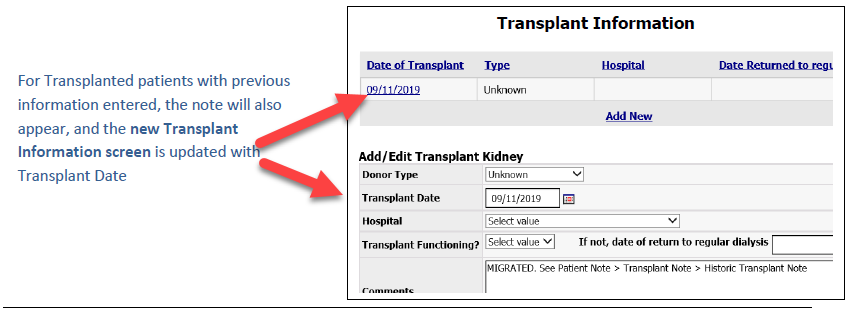 For Transplanted patients with previous
information entered, the note will also
appear, and the new Transplant
Information screen is updated with
Transplant Date
Transplant Information
Date of Transplant Type Hospital Date Returned to regu
09/11/2019 Unknown
Add New
Add/Edit Transplant Kidney
Donor Type Unknown
Transplant Date 09/11/2019
Hospital Select value
Transplant Functioning? Select value If not, date of return to regular dialysis
MIGRATED. See Patient Note > Transplant Note > Historic Transplant Note
Comments